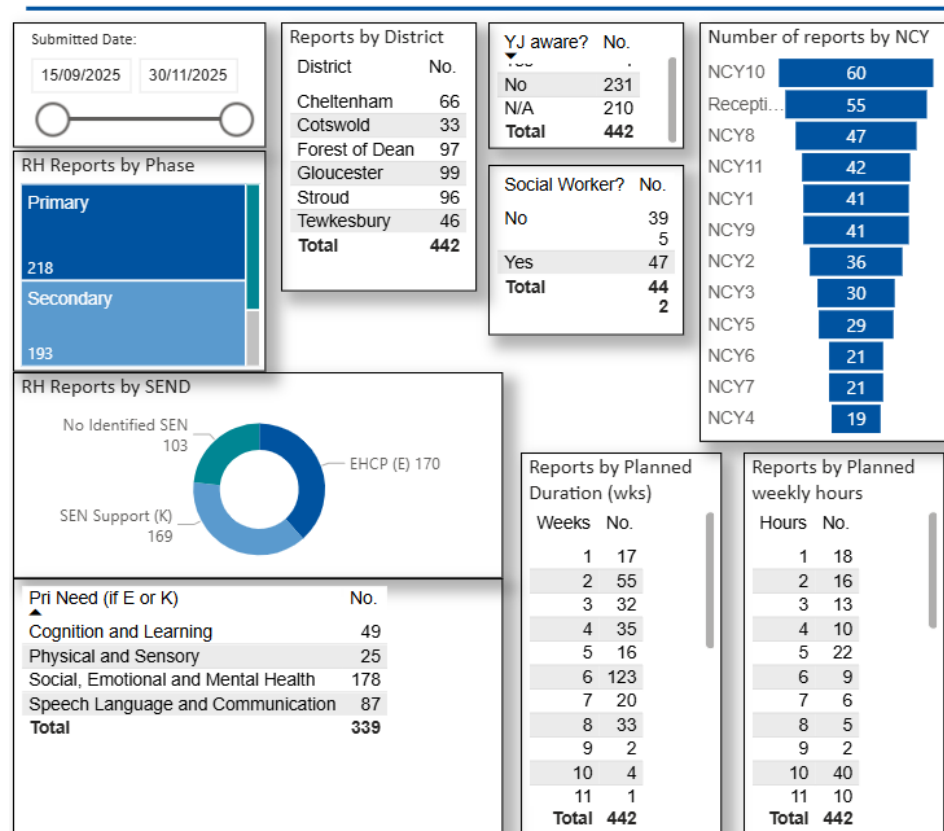 Submitted Date:
15/09/2025 30/11/2025
RH Reports by Phase
Primary
218
Secondary
193
Reports by District
District No.
Cheltenham 66
Cotswold 33
Forest of Dean 97
Gloucester 99
Stroud 96
Tewkesbury 46
Total 442
YJ aware? No.
No 231
N/A 210
Total 442
Social Worker? No.
No 39
5
Yes 47
Total 44
2
Number of reports by NCY
NCY10 60
Recepti... 55
NCY8 47
NCY11 42
NCY1 41
NCY9 41
NCY2 36
NCY3 30
NCY5 29
NCY6 21
NCY7 21
NCY4 19
RH Reports by SEND
No Identified SEN
103
EHCP (E) 170
SEN Support (K)
169
Pri Need (if E or K) No.
Cognition and Learning 49
Physical and Sensory 25
Social, Emotional and Mental Health 178
Speech Language and Communication 87
Total 339
Reports by Planned
Duration (wks)
Weeks No.
1 17
2 55
3 32
4 35
5 16
6 123
7 20
8 33
9 2
10 4
11 1
Total 442
Reports by Planned
weekly hours
Hours No.
1 18
2 16
3 13
4 10
5 22
6 9
7 6
8 5
9 2
10 40
11 10
Total 442